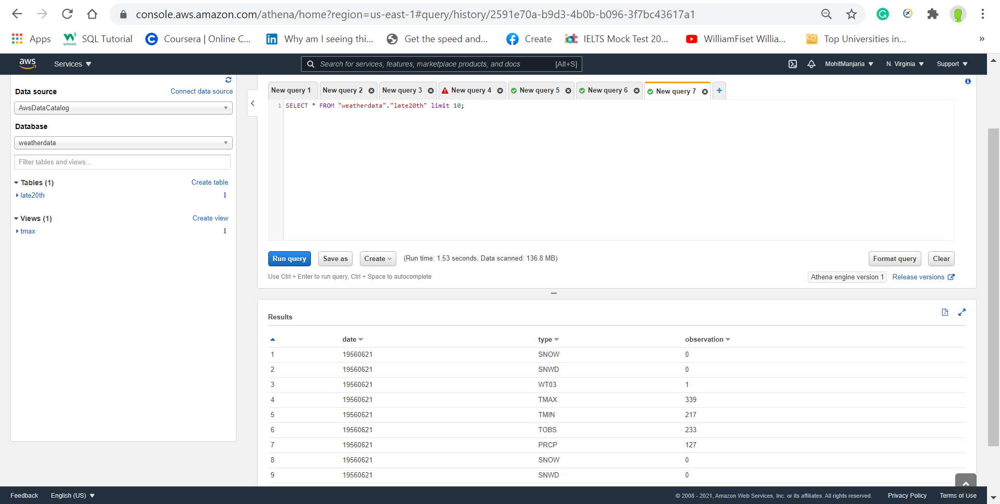 console.aws.amazon.com/athena/home?region=us-east-1#query/history/2591e70a-b9d3-4b0b-b096-3f7bc43617a1
Apps W3 schools SQL Tutorial Coursera | Online C... Why am I seeing thi... Get the speed and... Create IELTS Mock Test 20... WilliamFiset Willia... Top Universities in... »
aws Services Search for services, features, marketplace products, and docs [Alt+S] MohitManjaria N. Virginia Support
Data source Connect data source
AwsDataCatalog
Database
weatherdata
Filter tables and views...
Tables (1) Create table
late20th
Views (1) Create view
tmax
New query 1 New query 2 New query 3 New query 4 New query 5 New query 6 New query 7 +
1 SELECT * FROM "weatherdata"."late20th" limit 10;
Run query Save as Create (Run time: 1.53 seconds, Data scanned: 136.8 MB) Format query Clear
Use Ctrl + Enter to run query, Ctrl + Space to autocomplete Athena engine version 1 Release versions
Results
date type observation
1 19560621 SNOW 0
2 19560621 SNWD 0
3 19560621 WT03 1
4 19560621 TMAX 339
5 19560621 TMIN 217
6 19560621 TOBS 233
7 19560621 PRCP 127
8 19560621 SNOW 0
9 19560621 SNWD 0
Feedback English (US) © 2008 - 2021, Amazon Web Services, Inc. or its affiliates. All rights reserved. Privacy Policy Terms of Use